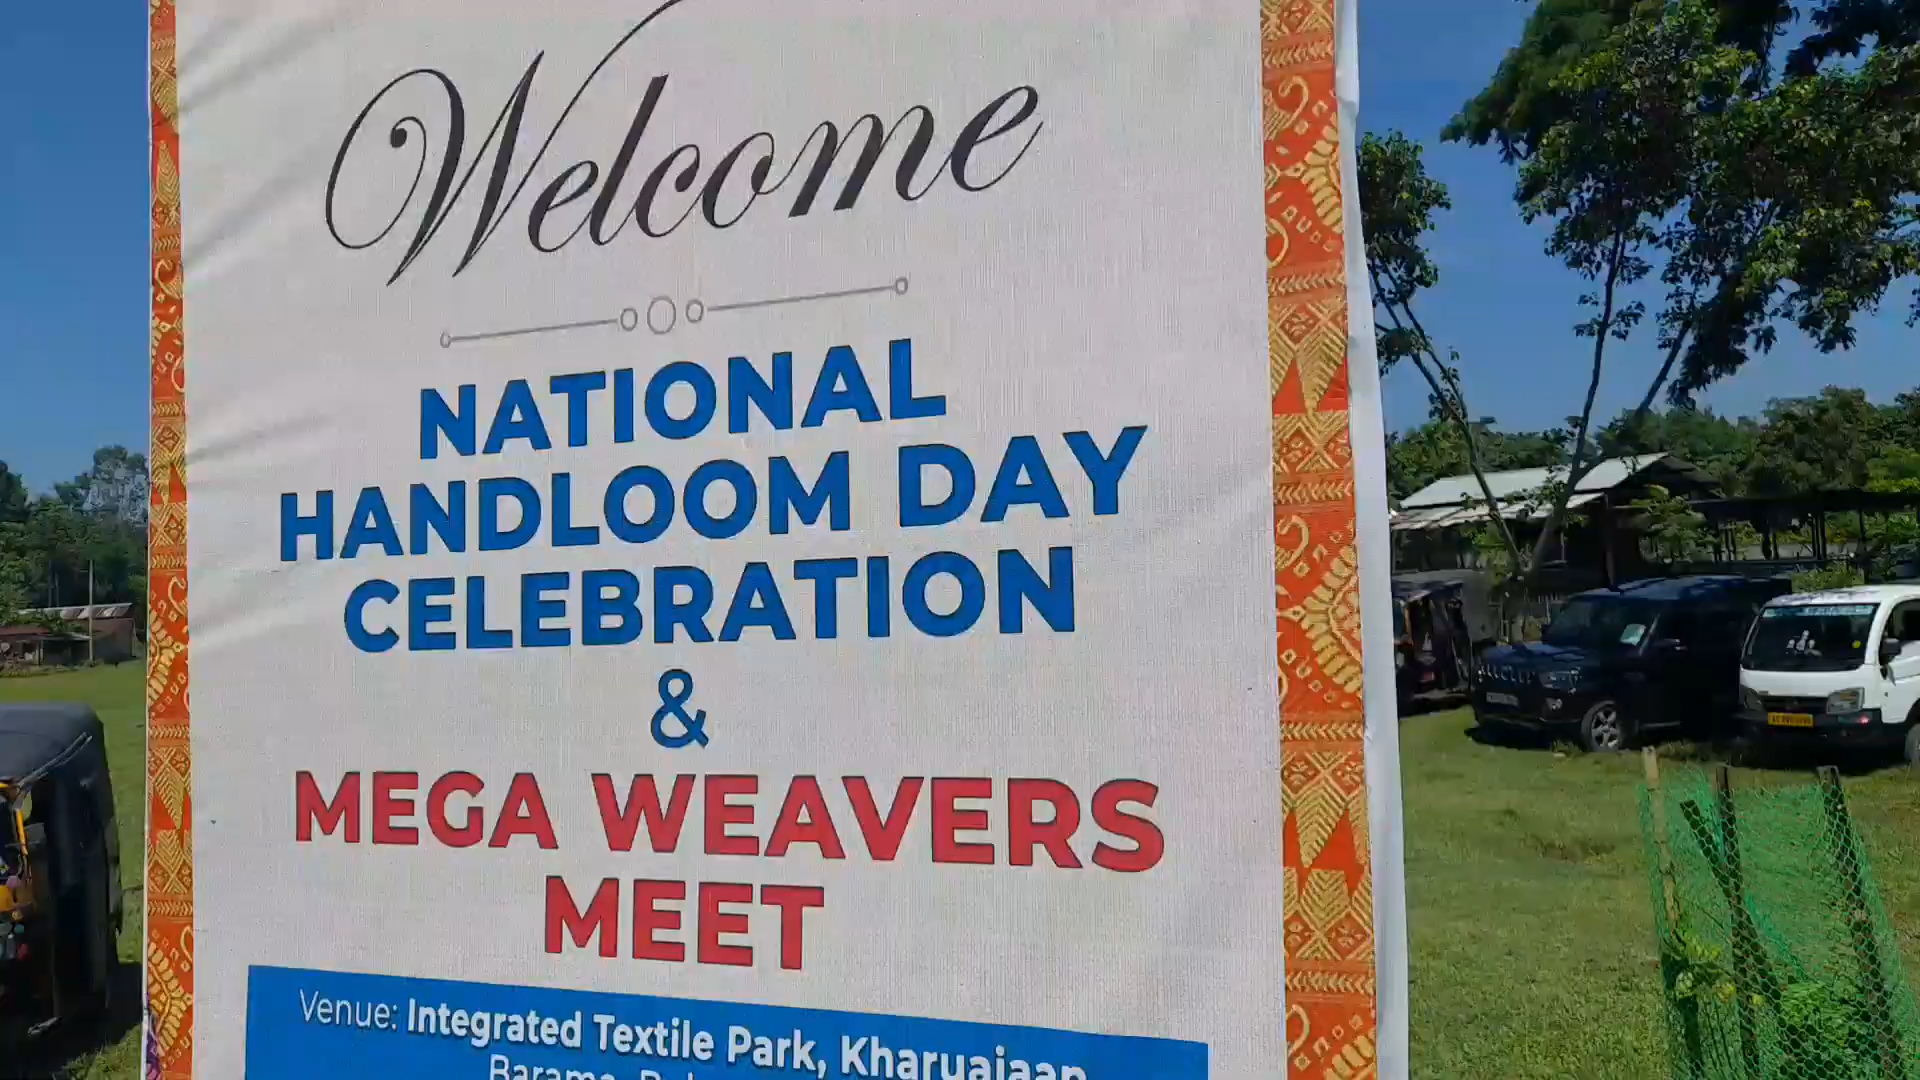 Welcome
NATIONAL
HANDLOOM DAY
CELEBRATION
&
MEGA WEAVERS
MEET
Venue: Integrated Textile Park, Kharuajaan